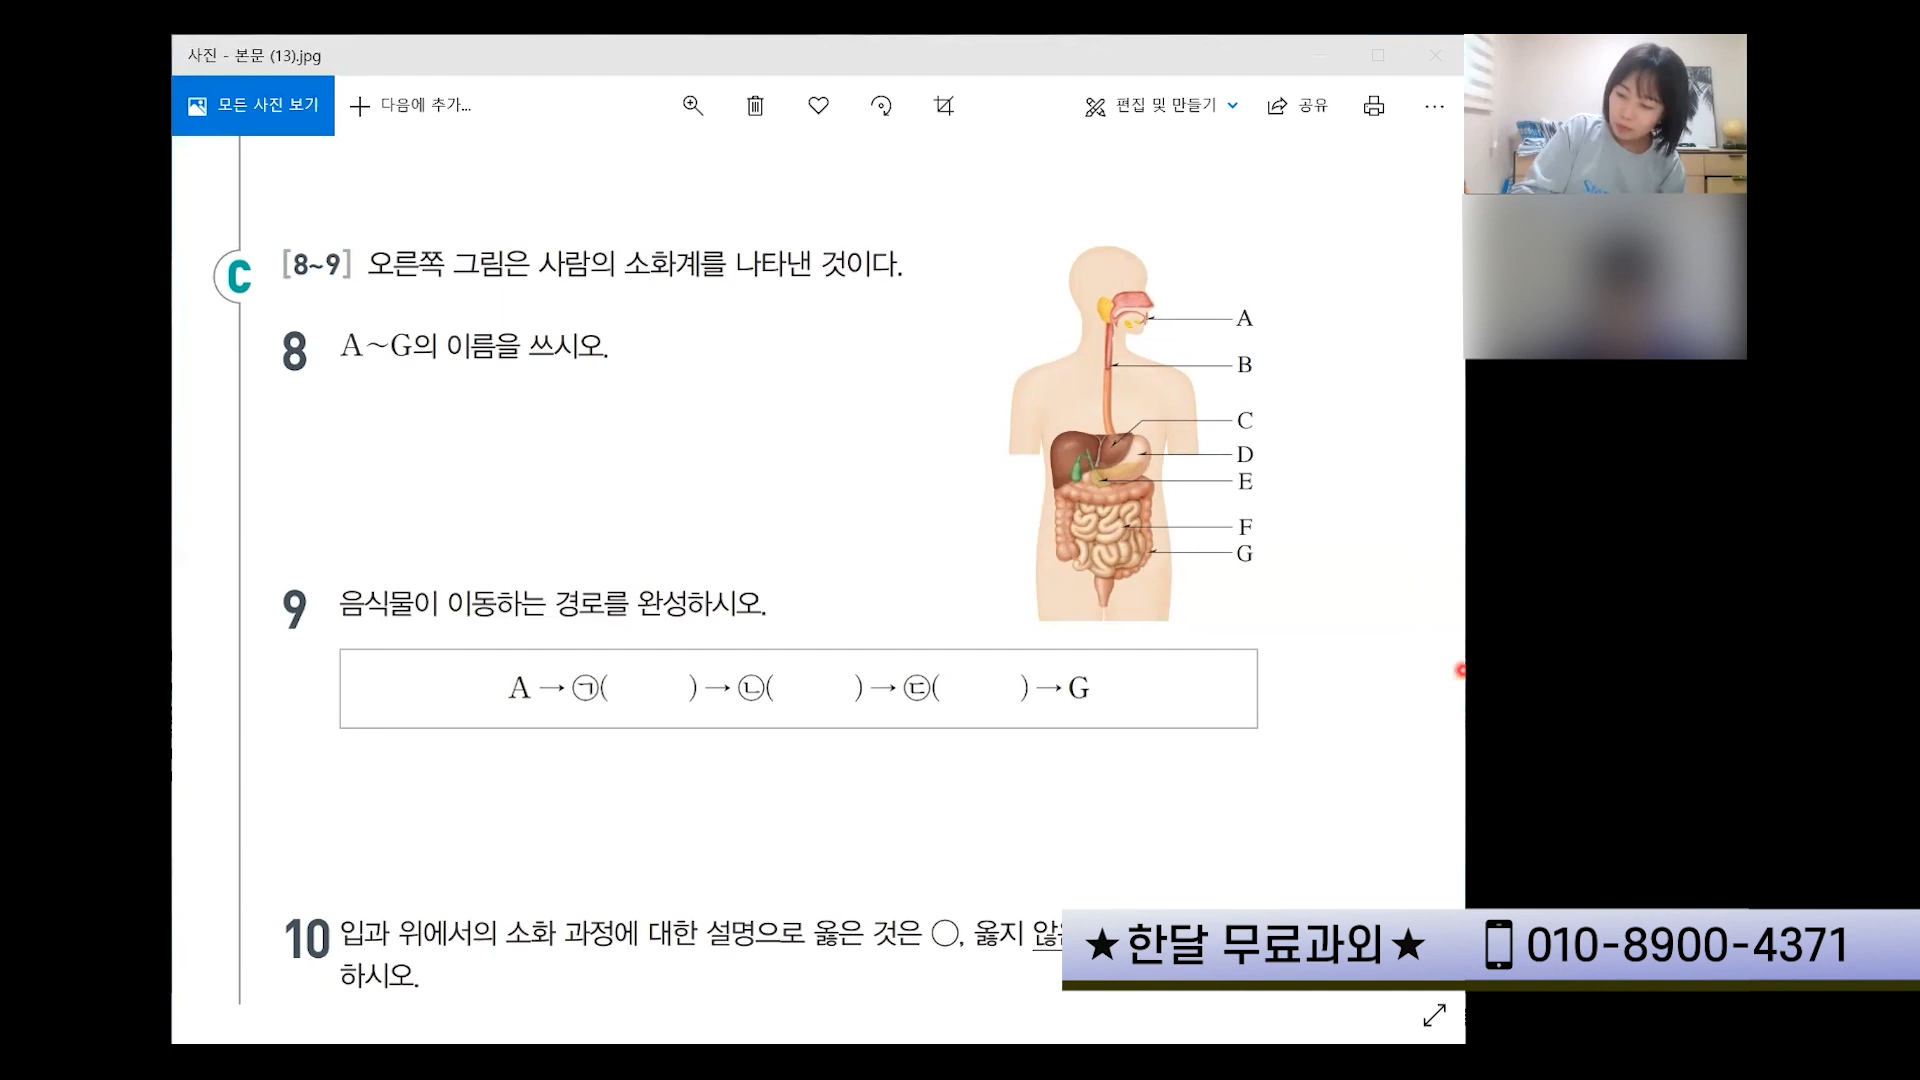 사진 - 본문 (13).jpg
모든 사진 보기
다음에 추가...
편집 및 만들기
공유
C
[8~9] 오른쪽 그림은 사람의 소화계를 나타낸 것이다.
8 A~G의 이름을 쓰시오.
A
B
C
D
E
F
G
9 음식물이 이동하는 경로를 완성하시오.
A → ㉠( ) → ㉡( ) → ㉢( ) → G
10 입과 위에서의 소화 과정에 대한 설명으로 옳은 것은 ○, 옳지
하시오.
★한달 무료과외★ 010-8900-4371